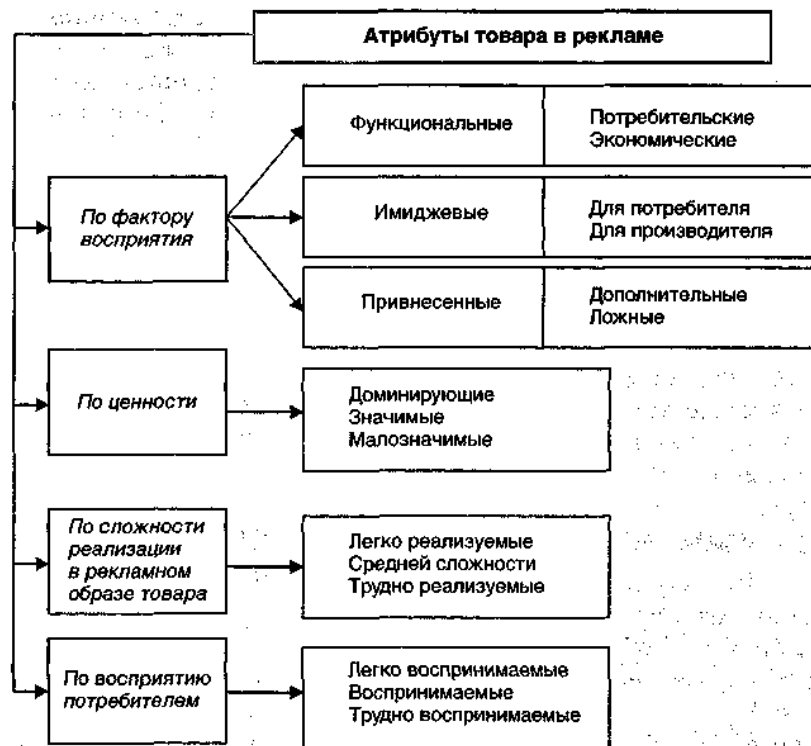 Атрибуты товара в рекламе
Функциональные
Потребительские
Экономические
По фактору
восприятия
Имиджевые
Для потребителя
Для производителя
Привнесенные
Дополнительные
Ложные
По ценности
Доминирующие
Значимые
Малозначимые
По сложности
реализации
в рекламном
образе товара
Легко реализуемые
Средней сложности
Трудно реализуемые
По восприятию
потребителем
Легко воспринимаемые
Воспринимаемые
Трудно воспринимаемые